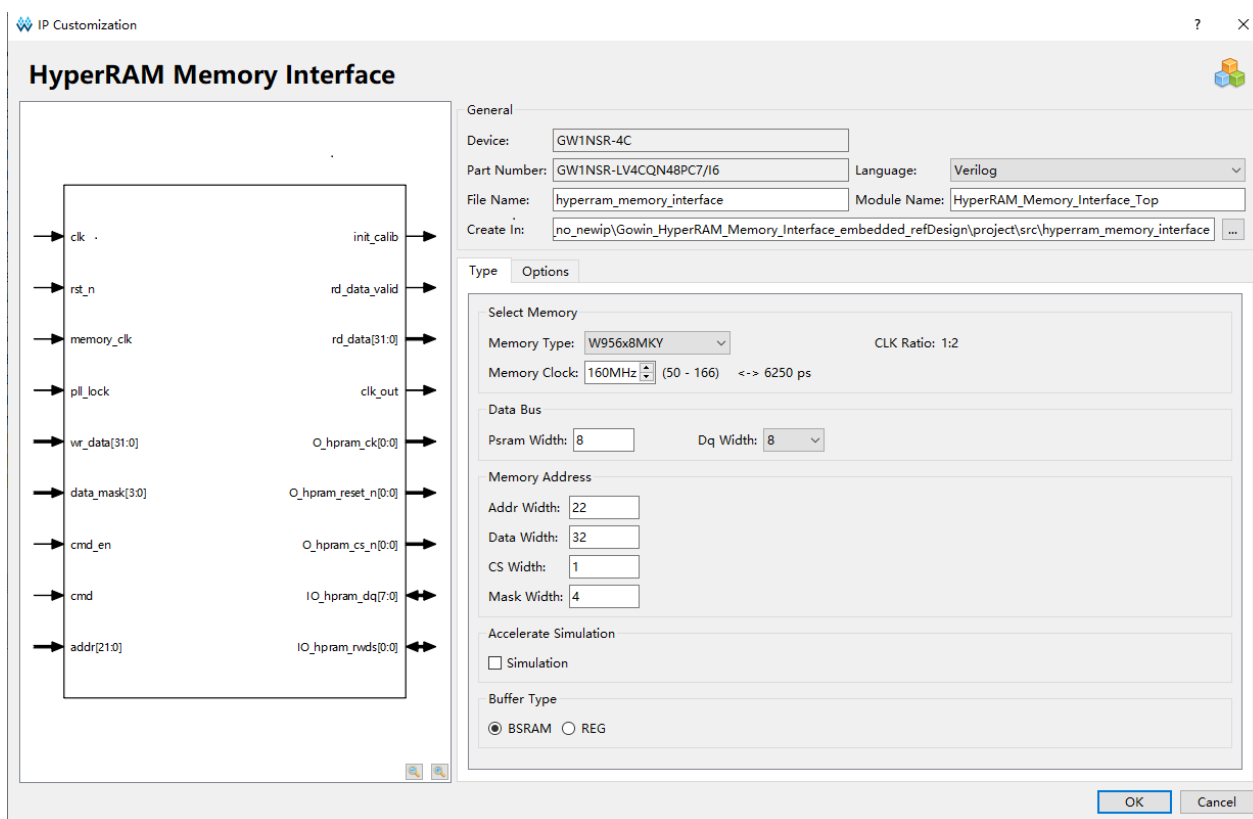 IP Customization
? ×
HyperRAM Memory Interface
clk
rst_n
memory_clk
pll_lock
wr_data[31:0]
data_mask[3:0]
cmd_en
cmd
addr[21:0]
init_calib
rd_data_valid
rd_data[31:0]
clk_out
O_hpram_ck[0:0]
O_hpram_reset_n[0:0]
O_hpram_cs_n[0:0]
IO_hpram_dq[7:0]
IO_hpram_rwds[0:0]
General
Device: GW1NSR-4C
Part Number: GW1NSR-LV4CQN48PC7/I6 Language: Verilog
File Name: hyperram_memory_interface Module Name: HyperRAM_Memory_Interface_Top
Create In: _no_newip\Gowin_HyperRAM_Memory_Interface_embedded_refDesign\project\src\hyperram_memory_interface ...
Type Options
Select Memory
Memory Type: W956x8MKY CLK Ratio: 1:2
Memory Clock: 160MHz (50 - 166) <-> 6250 ps
Data Bus
Psram Width: 8 Dq Width: 8
Memory Address
Addr Width: 22
Data Width: 32
CS Width: 1
Mask Width: 4
Accelerate Simulation
Simulation
Buffer Type
BSRAM REG
OK Cancel